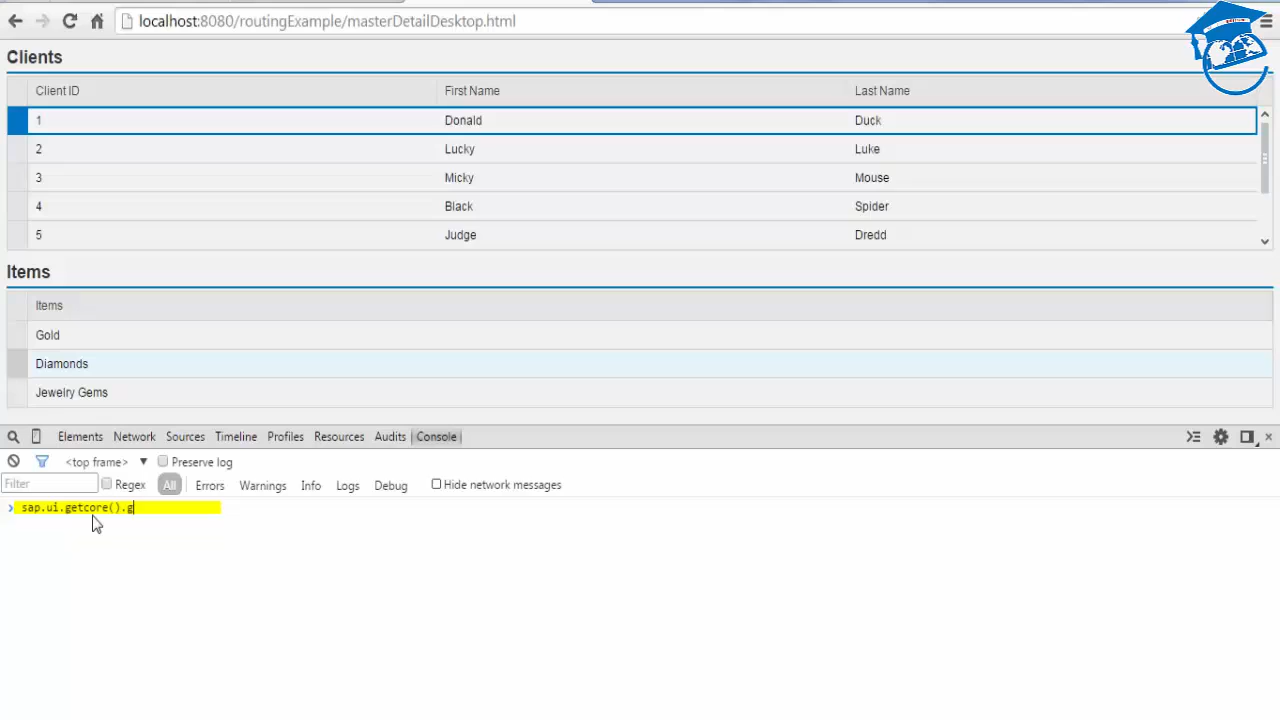 localhost:8080/routingExample/masterDetailDesktop.html
Clients
Client ID First Name Last Name
1 Donald Duck
2 Lucky Luke
3 Micky Mouse
4 Black Spider
5 Judge Dredd
Items
Items
Gold
Diamonds
Jewelry Gems
Elements Network Sources Timeline Profiles Resources Audits Console
<top frame> Preserve log
Filter Regex All Errors Warnings Info Logs Debug Hide network messages
sap.ui.getcore().g